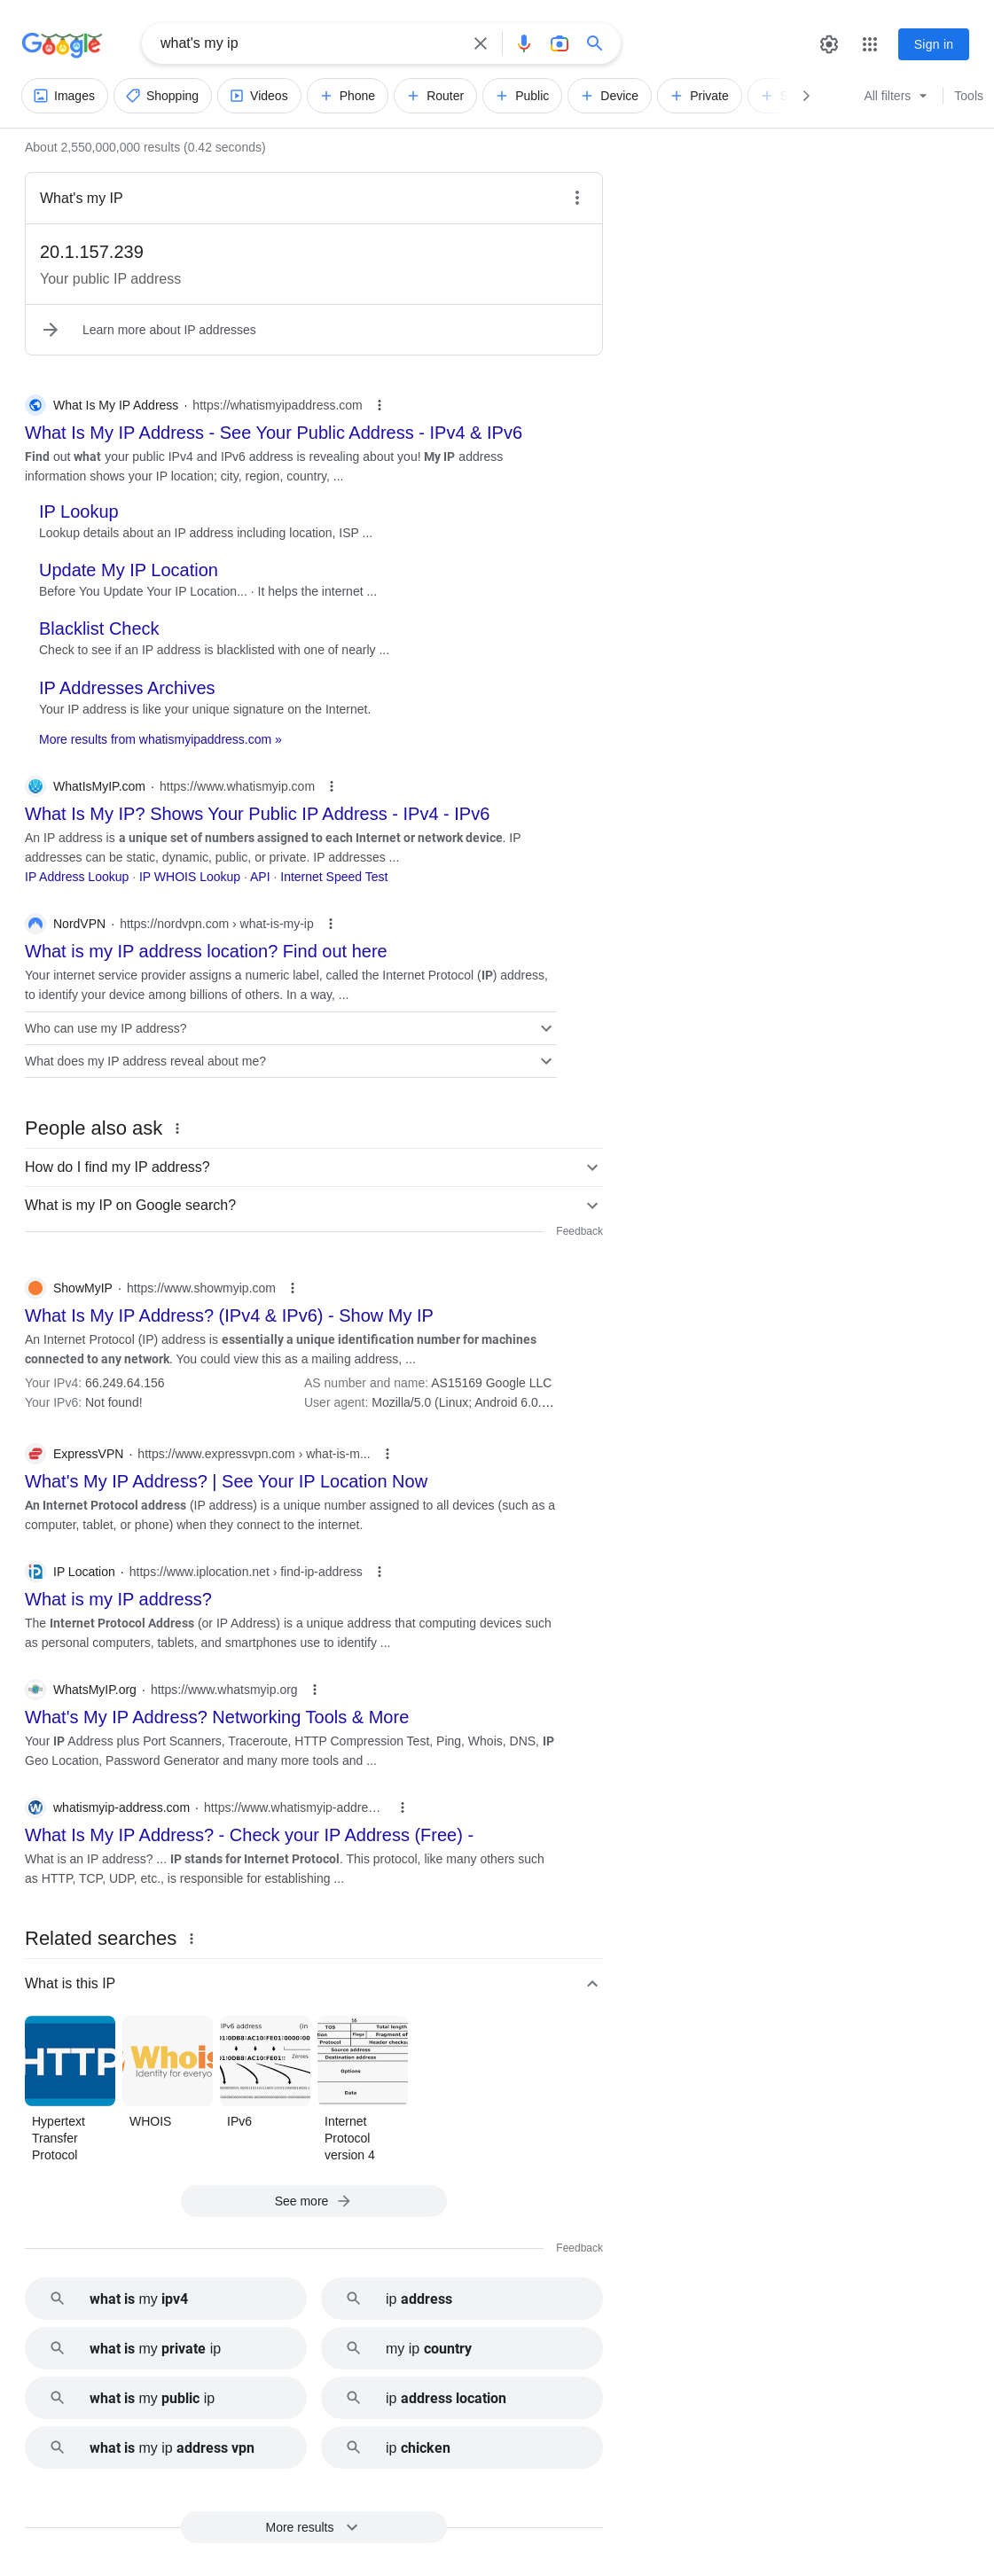 Google
what's my ip
Sign in
Images
Shopping
Videos
Phone
Router
Public
Device
Private
All filters
Tools
About 2,550,000,000 results (0.42 seconds)
What's my IP
20.1.157.239
Your public IP address
Learn more about IP addresses
What Is My IP Address · https://whatismyipaddress.com
What Is My IP Address - See Your Public Address - IPv4 & IPv6
Find out what your public IPv4 and IPv6 address is revealing about you! My IP address
information shows your IP location; city, region, country, ...
IP Lookup
Lookup details about an IP address including location, ISP ...
Update My IP Location
Before You Update Your IP Location... · It helps the internet ...
Blacklist Check
Check to see if an IP address is blacklisted with one of nearly ...
IP Addresses Archives
Your IP address is like your unique signature on the Internet.
More results from whatismyipaddress.com »
WhatIsMyIP.com · https://www.whatismyip.com
What Is My IP? Shows Your Public IP Address - IPv4 - IPv6
An IP address is a unique set of numbers assigned to each Internet or network device. IP
addresses can be static, dynamic, public, or private. IP addresses ...
IP Address Lookup · IP WHOIS Lookup · API · Internet Speed Test
NordVPN · https://nordvpn.com › what-is-my-ip
What is my IP address location? Find out here
Your internet service provider assigns a numeric label, called the Internet Protocol (IP) address,
to identify your device among billions of others. In a way, ...
Who can use my IP address?
What does my IP address reveal about me?
People also ask
How do I find my IP address?
What is my IP on Google search?
Feedback
ShowMyIP · https://www.showmyip.com
What Is My IP Address? (IPv4 & IPv6) - Show My IP
An Internet Protocol (IP) address is essentially a unique identification number for machines
connected to any network. You could view this as a mailing address, ...
Your IPv4: 66.249.64.156
AS number and name: AS15169 Google LLC
Your IPv6: Not found!
User agent: Mozilla/5.0 (Linux; Android 6.0....
ExpressVPN · https://www.expressvpn.com › what-is-m...
What's My IP Address? | See Your IP Location Now
An Internet Protocol address (IP address) is a unique number assigned to all devices (such as a
computer, tablet, or phone) when they connect to the internet.
IP Location · https://www.iplocation.net › find-ip-address
What is my IP address?
The Internet Protocol Address (or IP Address) is a unique address that computing devices such
as personal computers, tablets, and smartphones use to identify ...
WhatsMyIP.org · https://www.whatsmyip.org
What's My IP Address? Networking Tools & More
Your IP Address plus Port Scanners, Traceroute, HTTP Compression Test, Ping, Whois, DNS, IP
Geo Location, Password Generator and many more tools and ...
whatismyip-address.com · https://www.whatismyip-addre...
What Is My IP Address? - Check your IP Address (Free) -
What is an IP address? ... IP stands for Internet Protocol. This protocol, like many others such
as HTTP, TCP, UDP, etc., is responsible for establishing ...
Related searches
What is this IP
HTTP
Whois
Identity for everyo
IPv6 address (in
Zeroes
16
TOS Total length
Flags Fragment of
Protocol Header checksu
Source address
Destination address
Options
Data
Hypertext
Transfer
Protocol
WHOIS
IPv6
Internet
Protocol
version 4
See more
Feedback
what is my ipv4
ip address
what is my private ip
my ip country
what is my public ip
ip address location
what is my ip address vpn
ip chicken
More results